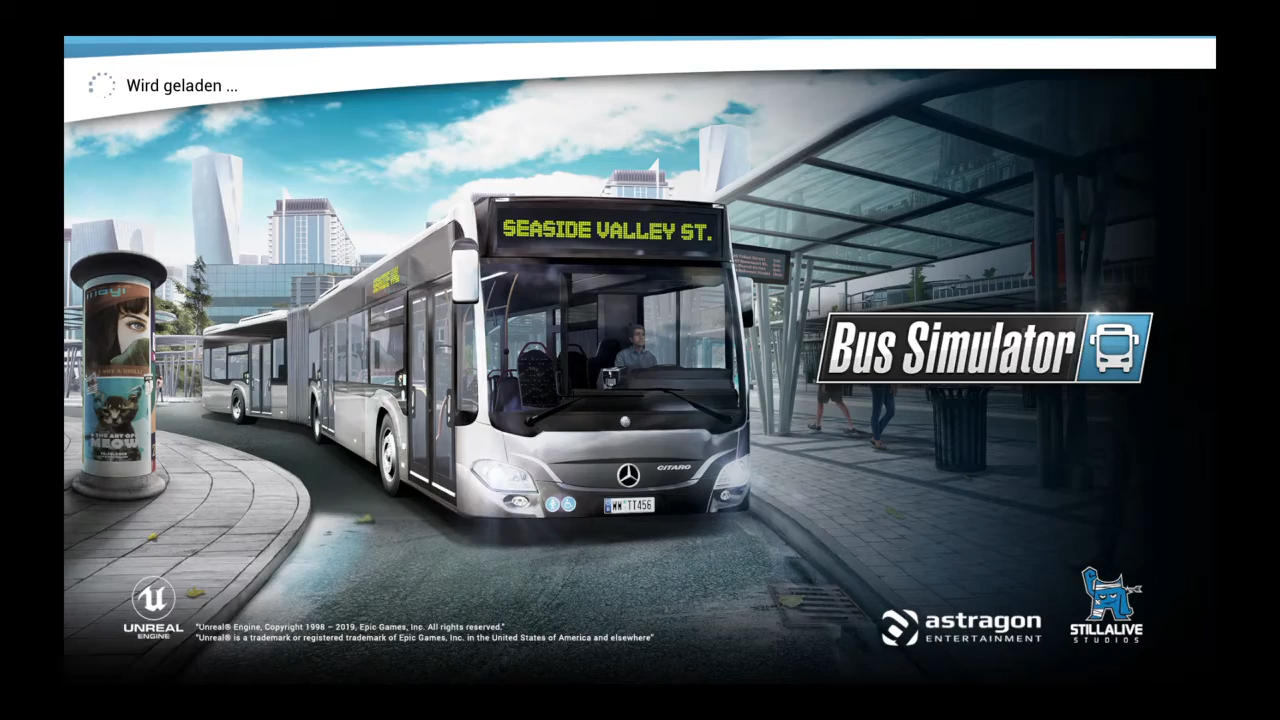 Wird geladen ...
SEASIDE VALLEY ST.
Bus Simulator
THE ART OF
MEOW
CITARO
WW TT456
UNREAL
ENGINE
"Unreal® Engine, Copyright 1998 – 2019, Epic Games, Inc. All rights reserved."
"Unreal® is a trademark or registered trademark of Epic Games, Inc. in the United States of America and elsewhere"
astragon
ENTERTAINMENT
STILLALIVE
STUDIOS